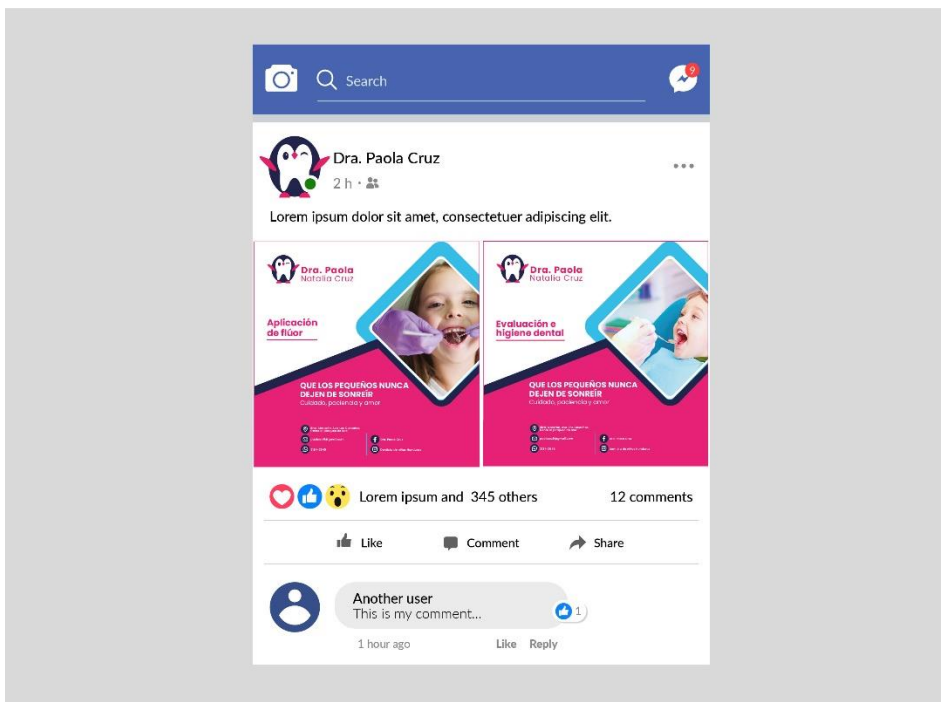 Search
9
Dra. Paola Cruz
2 h ·
Lorem ipsum dolor sit amet, consectetuer adipiscing elit.
Dra. Paola
Natalia Cruz
Aplicación
de flúor
QUE LOS PEQUEÑOS NUNCA
DEJEN DE SONREÍR
Cuidado, paciencia y amor
Dra. Paola
Natalia Cruz
Evaluación e
higiene dental
QUE LOS PEQUEÑOS NUNCA
DEJEN DE SONREÍR
Cuidado, paciencia y amor
Lorem ipsum and 345 others
12 comments
Like
Comment
Share
Another user
This is my comment...
1
1 hour ago
Like
Reply